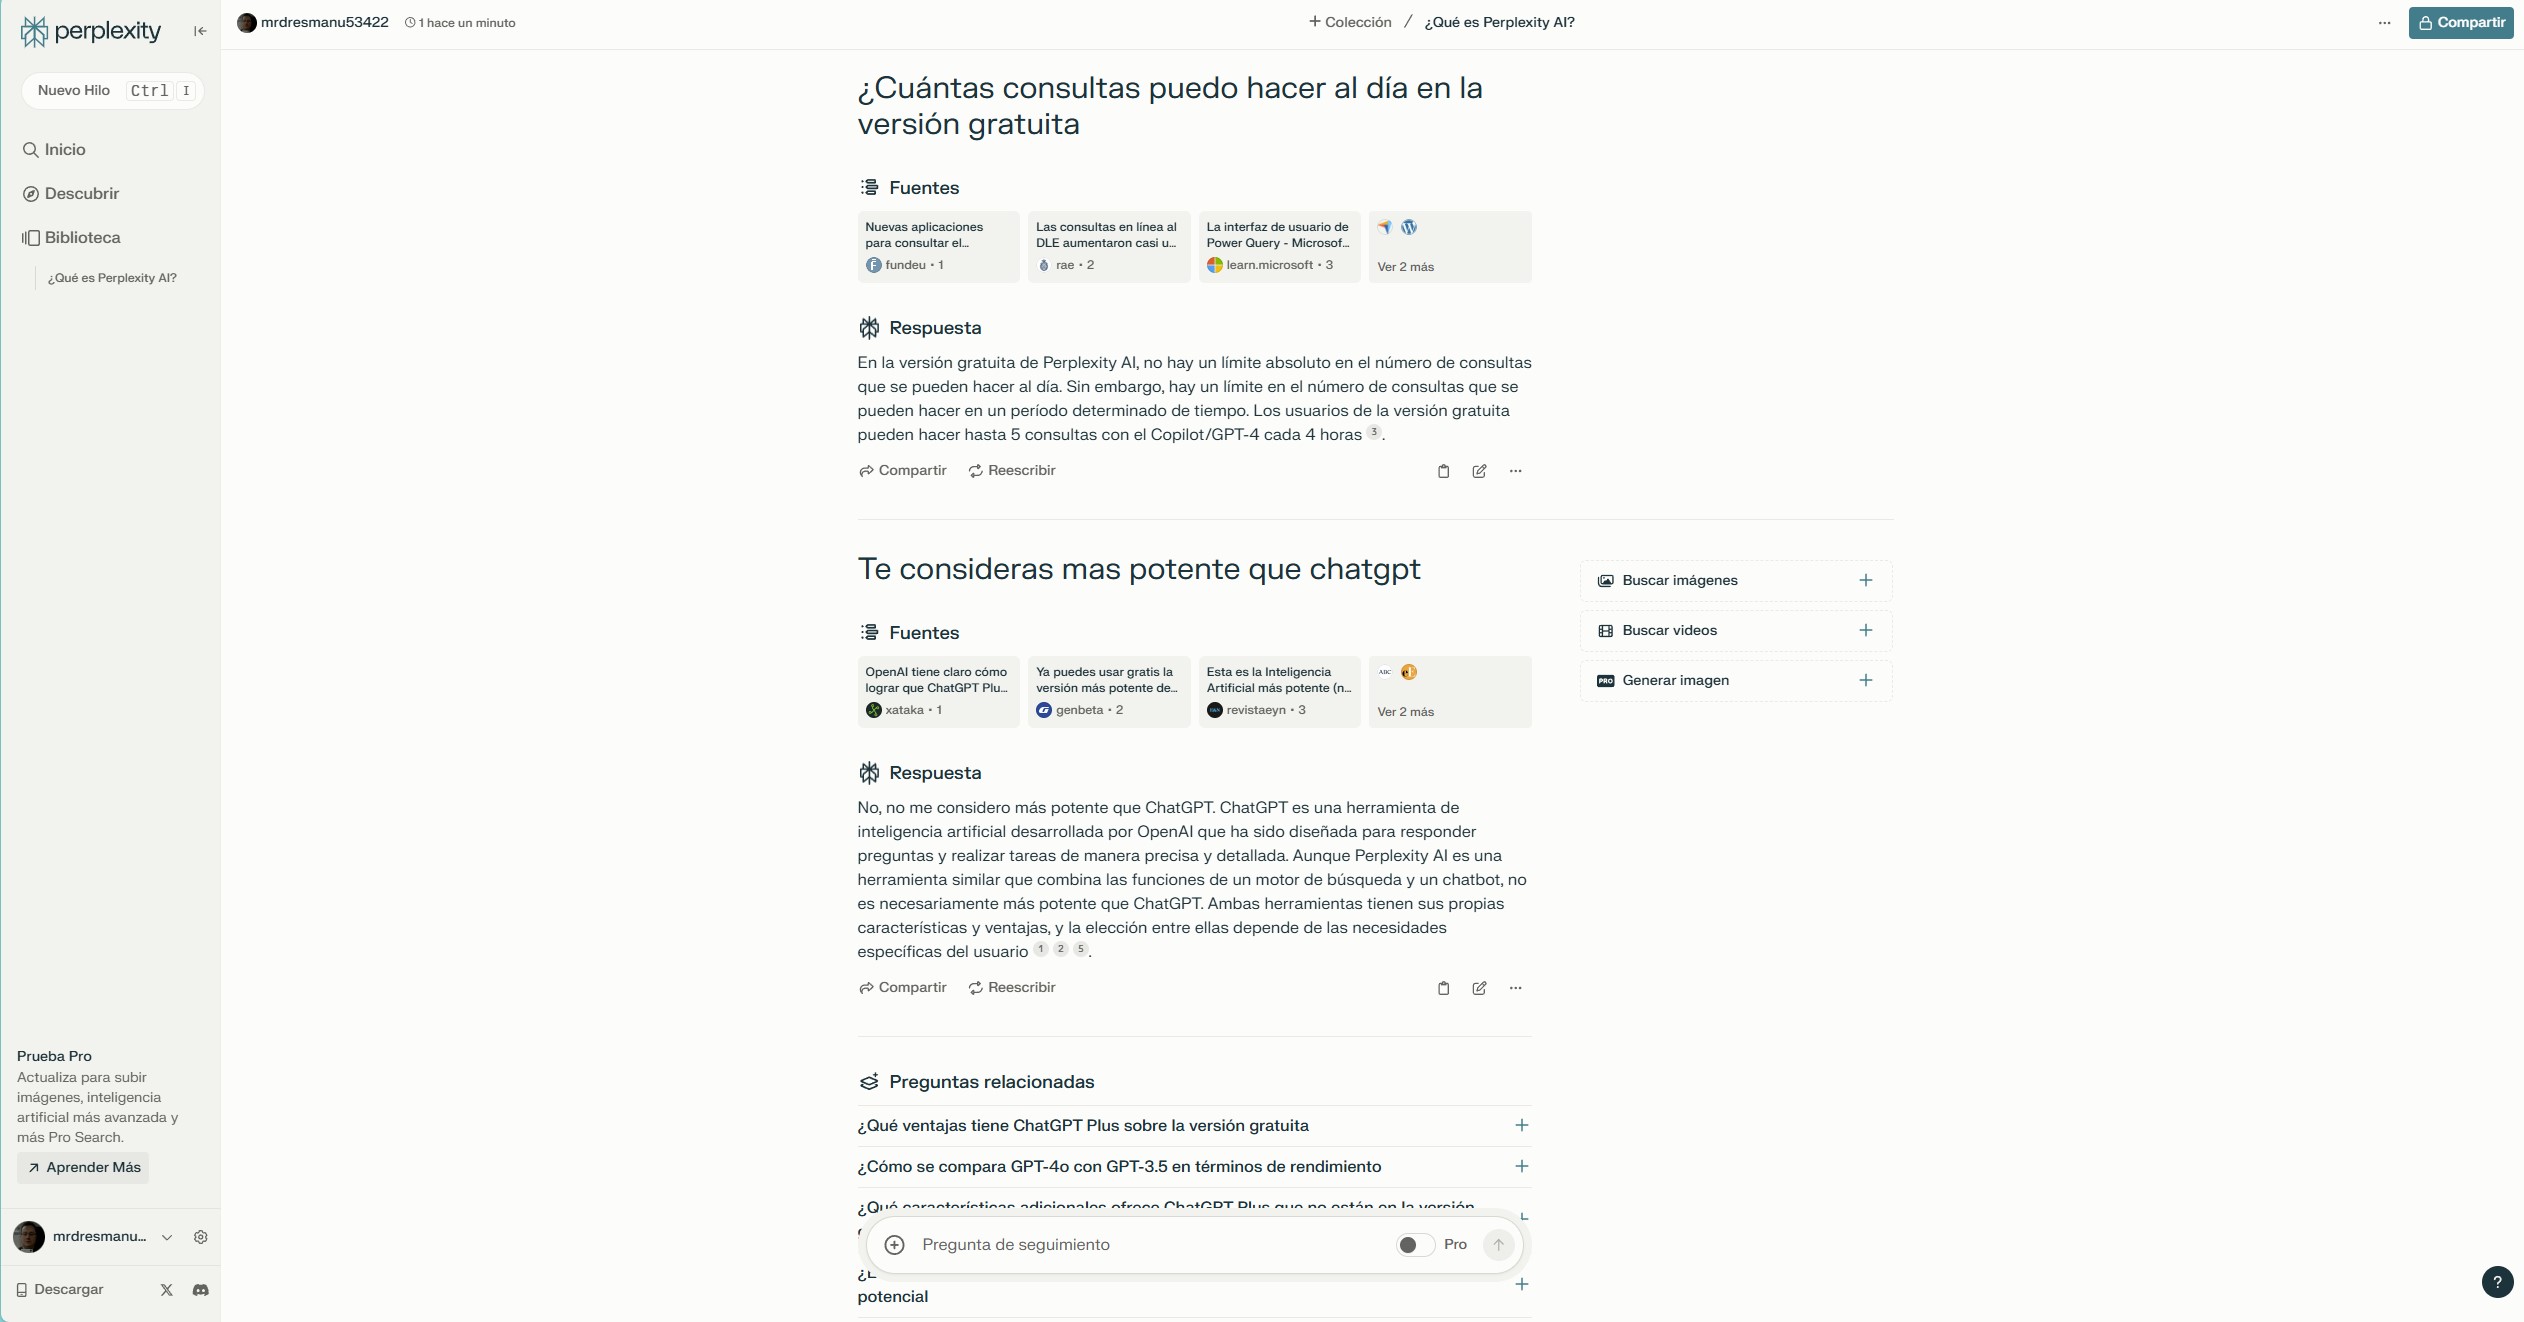 perplexity
Nuevo Hilo Ctrl I
Inicio
Descubrir
Biblioteca
¿Qué es Perplexity AI?
Prueba Pro
Actualiza para subir
imágenes, inteligencia
artificial más avanzada y
más Pro Search.
Aprender Más
mrdresmanu...
Descargar
mrdresmanu53422 1 hace un minuto
Colección / ¿Qué es Perplexity AI?
Compartir
¿Cuántas consultas puedo hacer al día en la
versión gratuita
Fuentes
Nuevas aplicaciones
para consultar el...
fundeu • 1
Las consultas en línea al
DLE aumentaron casi u...
rae • 2
La interfaz de usuario de
Power Query - Microsof...
learn.microsoft • 3
Ver 2 más
Respuesta
En la versión gratuita de Perplexity AI, no hay un límite absoluto en el número de consultas
que se pueden hacer al día. Sin embargo, hay un límite en el número de consultas que se
pueden hacer en un período determinado de tiempo. Los usuarios de la versión gratuita
pueden hacer hasta 5 consultas con el Copilot/GPT-4 cada 4 horas 3.
Compartir Reescribir
Te consideras mas potente que chatgpt
Fuentes
OpenAI tiene claro cómo
lograr que ChatGPT Plu...
xataka • 1
Ya puedes usar gratis la
versión más potente de...
genbeta • 2
Esta es la Inteligencia
Artificial más potente (n...
revistaeyn • 3
ABC
Ver 2 más
Respuesta
No, no me considero más potente que ChatGPT. ChatGPT es una herramienta de
inteligencia artificial desarrollada por OpenAI que ha sido diseñada para responder
preguntas y realizar tareas de manera precisa y detallada. Aunque Perplexity AI es una
herramienta similar que combina las funciones de un motor de búsqueda y un chatbot, no
es necesariamente más potente que ChatGPT. Ambas herramientas tienen sus propias
características y ventajas, y la elección entre ellas depende de las necesidades
específicas del usuario 1 2 5.
Compartir Reescribir
Preguntas relacionadas
¿Qué ventajas tiene ChatGPT Plus sobre la versión gratuita
¿Cómo se compara GPT-4o con GPT-3.5 en términos de rendimiento
¿Qué características adicionales ofrece ChatGPT Plus que no están en la versión
Pregunta de seguimiento Pro
potencial
Buscar imágenes
Buscar videos
PRO Generar imagen
?